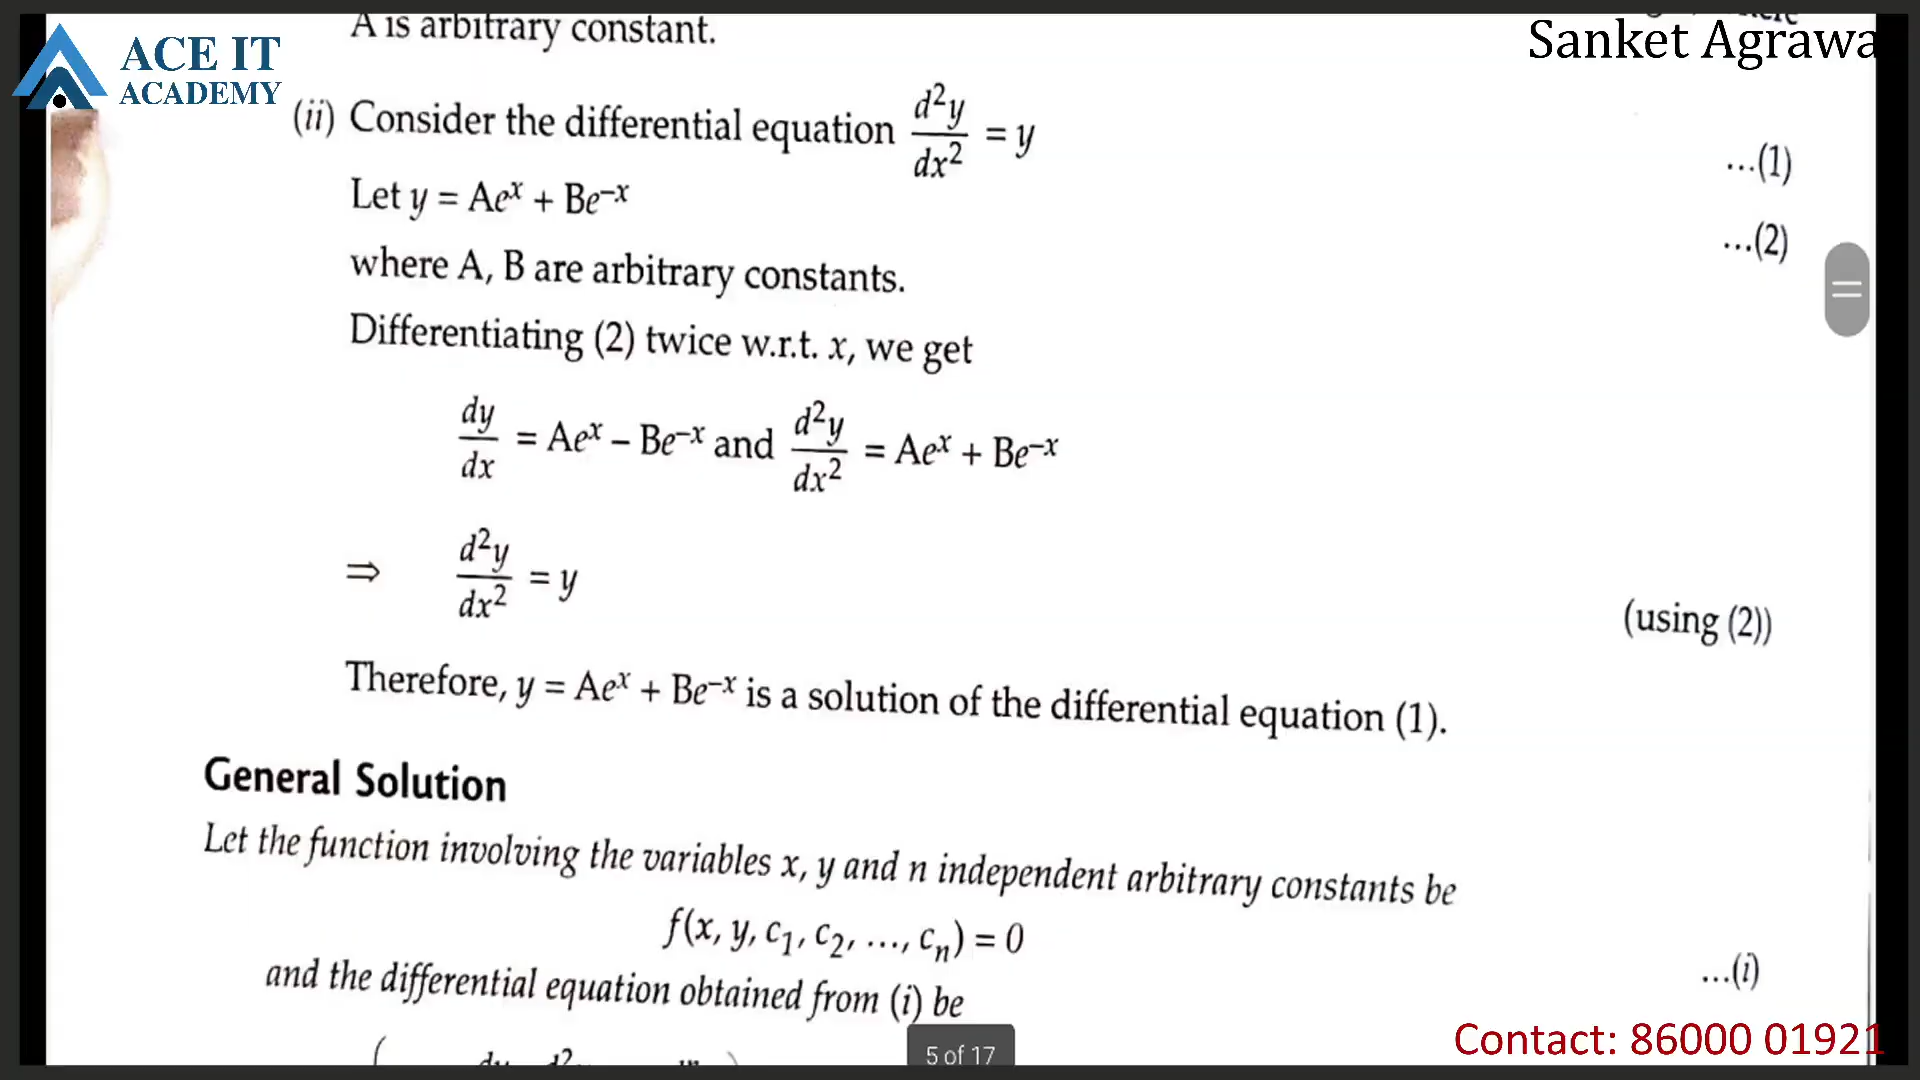 A is arbitrary constant.
Sanket Agrawa
ACE IT
ACADEMY
(ii) Consider the differential equation d²y/dx² = y ...(1)
Let y = Aeˣ + Be⁻ˣ ...(2)
where A, B are arbitrary constants.
Differentiating (2) twice w.r.t. x, we get
dy/dx = Aeˣ – Be⁻ˣ and d²y/dx² = Aeˣ + Be⁻ˣ
⇒ d²y/dx² = y (using (2))
Therefore, y = Aeˣ + Be⁻ˣ is a solution of the differential equation (1).
General Solution
Let the function involving the variables x, y and n independent arbitrary constants be
f(x, y, c₁, c₂, ..., cₙ) = 0 ...(i)
and the differential equation obtained from (i) be
5 of 17
Contact: 86000 01921